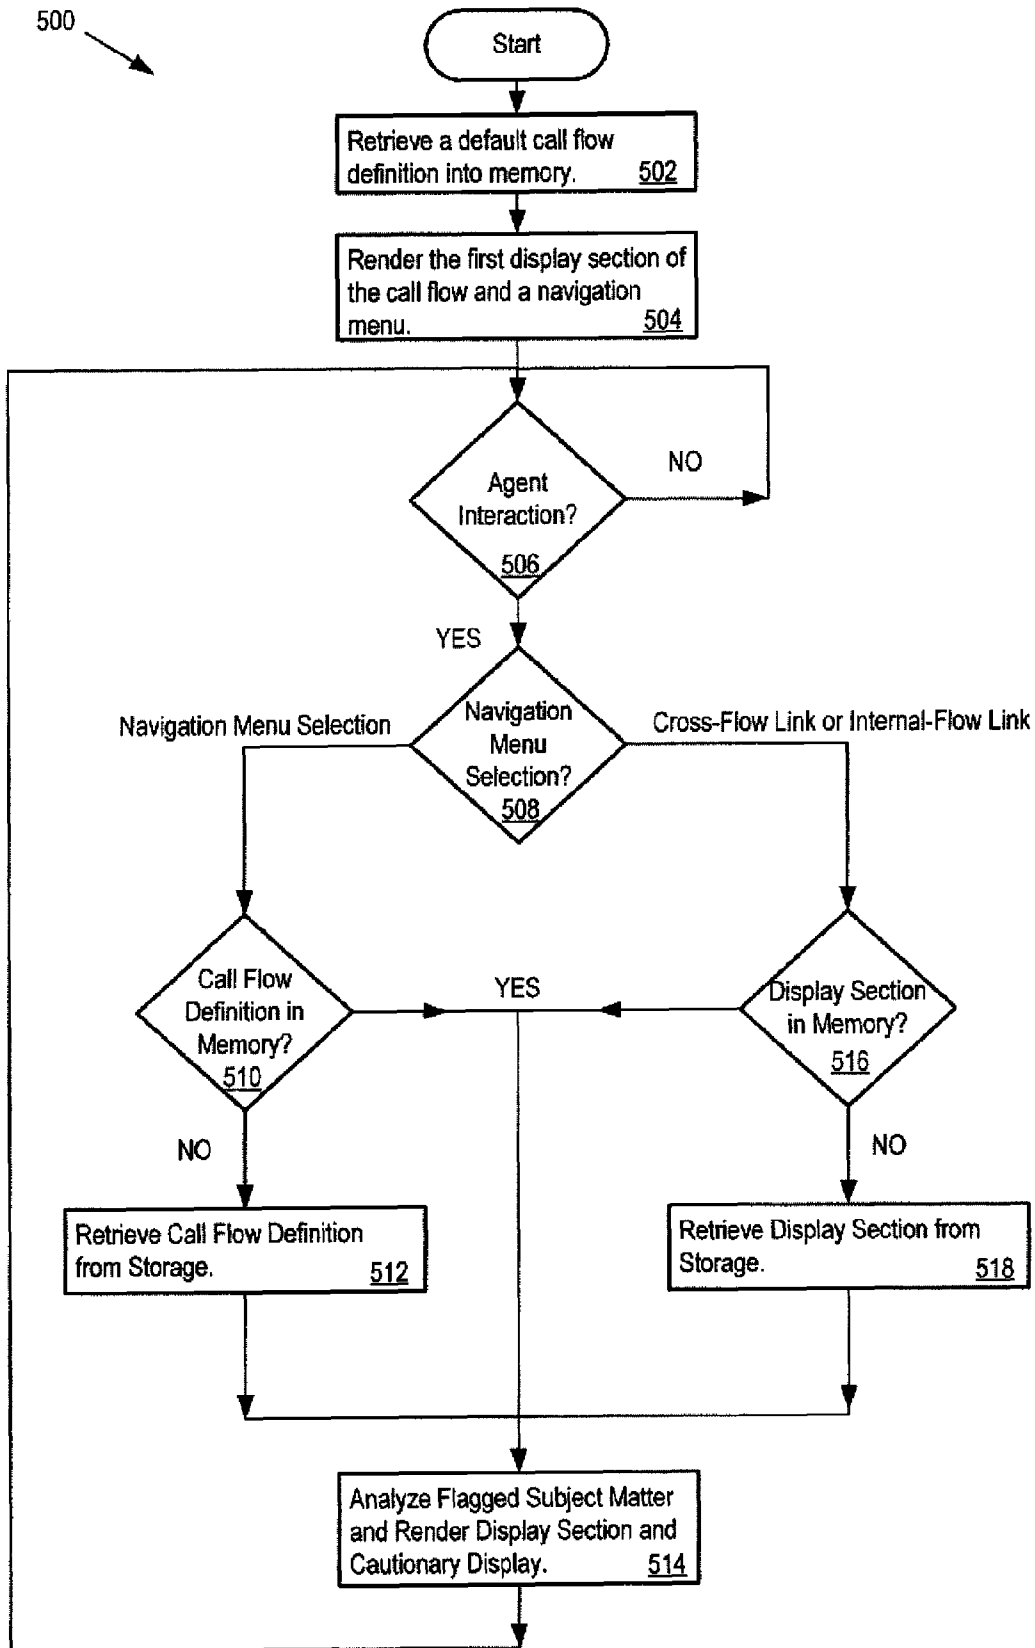 500
Start
Retrieve a default call flow
definition into memory. 502
Render the first display section of
the call flow and a navigation
menu. 504
Agent
Interaction?
506
NO
YES
Navigation
Menu
Selection?
508
Navigation Menu Selection
Cross-Flow Link or Internal-Flow Link
Call Flow
Definition in
Memory?
510
YES
Display Section
in Memory?
516
NO
NO
Retrieve Call Flow Definition
from Storage. 512
Retrieve Display Section from
Storage. 518
Analyze Flagged Subject Matter
and Render Display Section and
Cautionary Display. 514